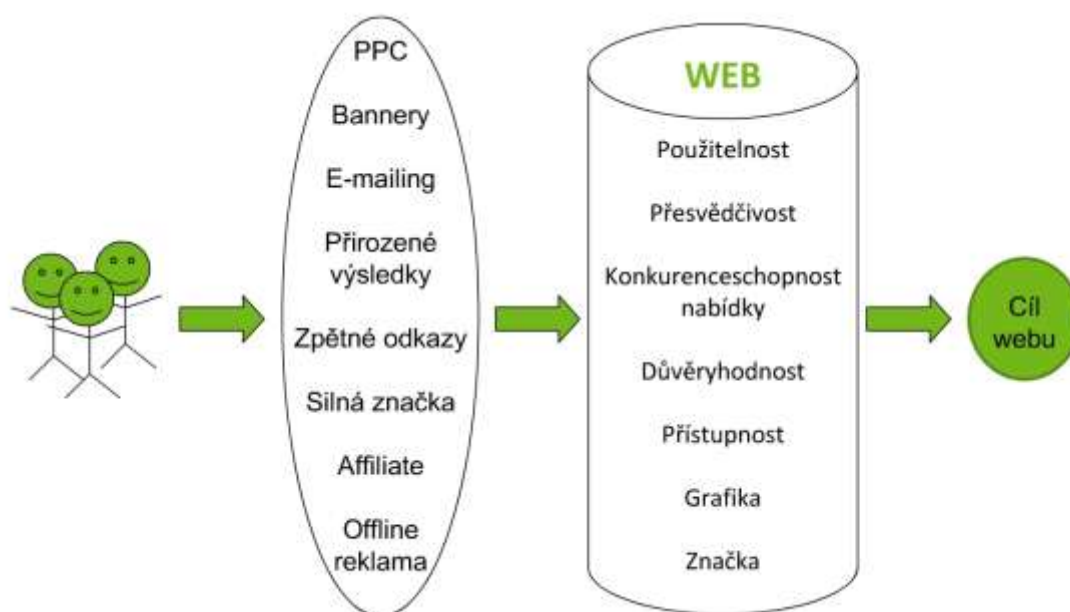 PPC
Bannery
E-mailing
Přirozené
výsledky
Zpětné odkazy
Silná značka
Affiliate
Offline
reklama
WEB
Použitelnost
Přesvědčivost
Konkurenceschopnost
nabídky
Důvěryhodnost
Přístupnost
Grafika
Značka
Cíl
webu